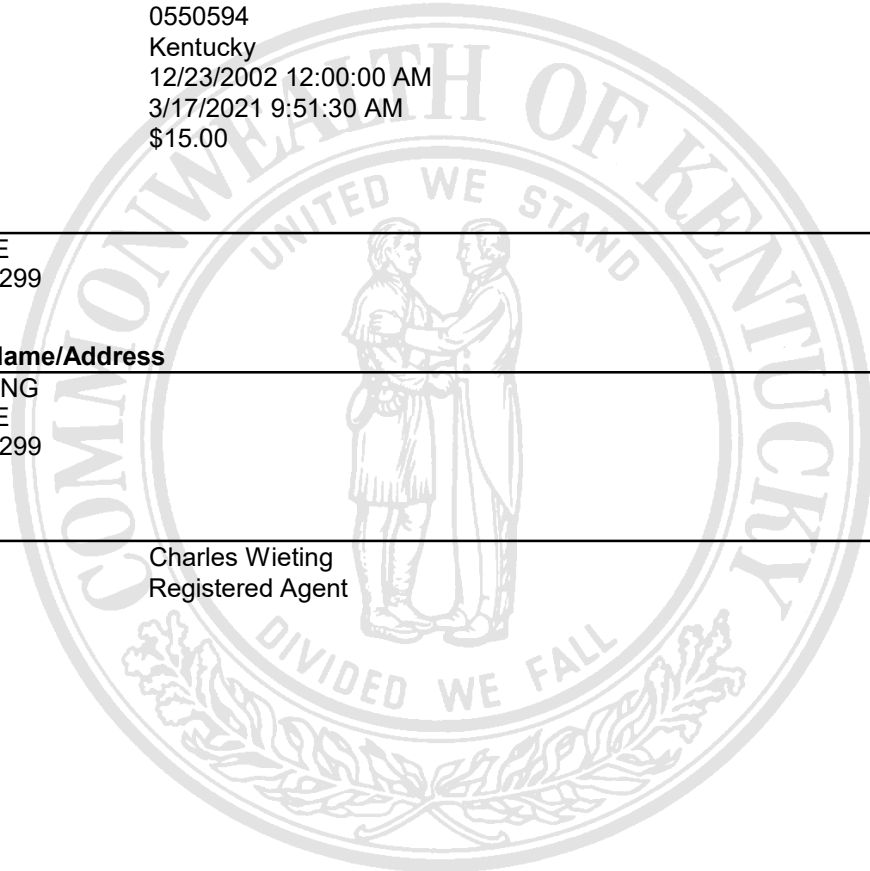 0550594
Kentucky
12/23/2002 12:00:00 AM
3/17/2021 9:51:30 AM
$15.00
E
299
Name/Address
NG
E
299
Charles Wieting
Registered Agent
COMMONWEALTH OF KENTUCKY
UNITED WE STAND
DIVIDED WE FALL